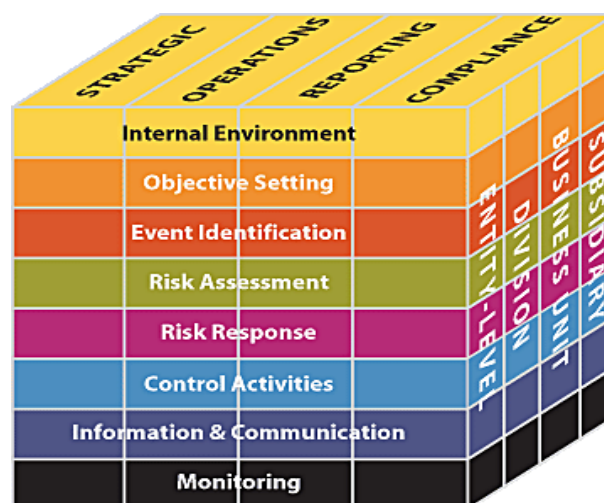 STRATEGIC
OPERATIONS
REPORTING
COMPLIANCE
Internal Environment
Objective Setting
Event Identification
Risk Assessment
Risk Response
Control Activities
Information & Communication
Monitoring
ENTITY-LEVEL
DIVISION
BUSINESS UNIT
SUBSIDIARY